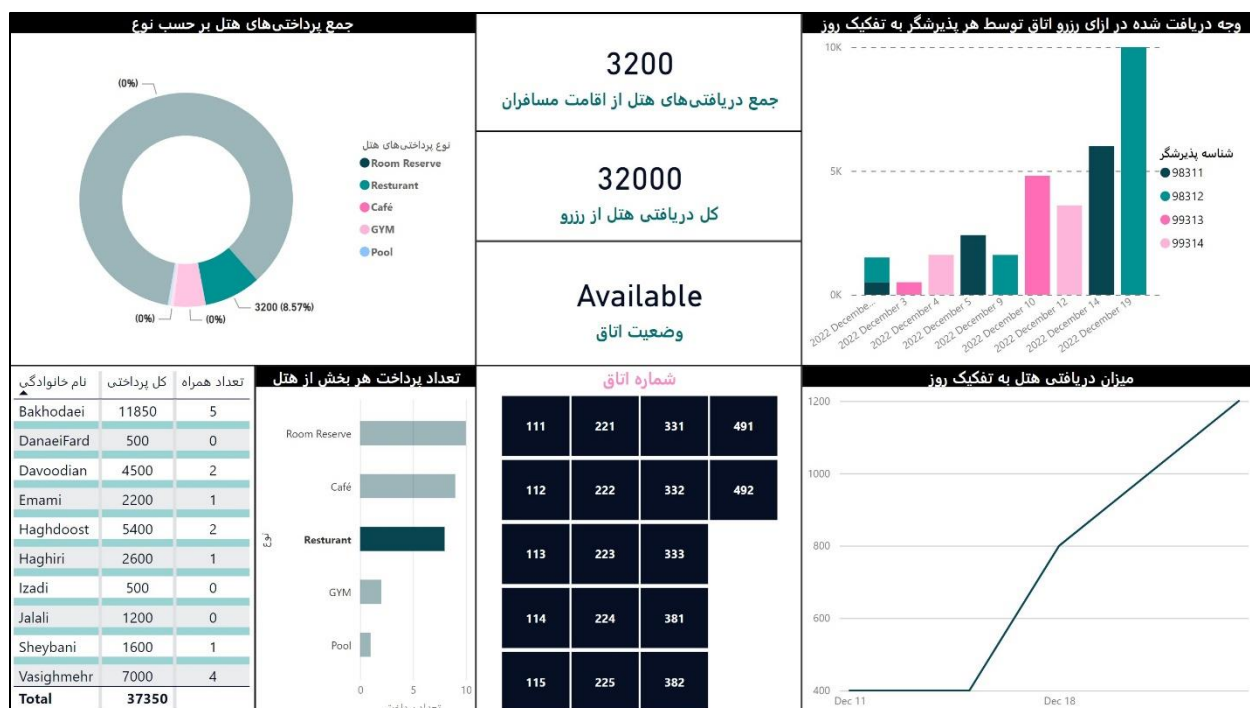 جمع پرداختی‌های هتل بر حسب نوع
(0%)
نوع پرداختی‌های هتل
Room Reserve
Resturant
Café
GYM
Pool
3200 (8.57%)
(0%)
(0%)
3200
جمع دریافتی‌های هتل از اقامت مسافران
32000
کل دریافتی هتل از رزرو
Available
وضعیت اتاق
وجه دریافت شده در ازای رزرو اتاق توسط هر پذیرشگر به تفکیک روز
10K
5K
0K
2022 Decembe...
2022 December 3
2022 December 4
2022 December 5
2022 December 9
2022 December 10
2022 December 12
2022 December 14
2022 December 19
شناسه پذیرشگر
98311
98312
99313
99314
نام خانوادگی کل پرداختی تعداد همراه
Bakhodaei 11850 5
DanaeiFard 500 0
Davoodian 4500 2
Emami 2200 1
Haghdoost 5400 2
Haghiri 2600 1
Izadi 500 0
Jalali 1200 0
Sheybani 1600 1
Vasighmehr 7000 4
Total 37350
تعداد پرداخت هر بخش از هتل
نوع
Room Reserve
Café
Resturant
GYM
Pool
0 5 10
تعداد پرداخت
شماره اتاق
111 221 331 491
112 222 332 492
113 223 333
114 224 381
115 225 382
میزان دریافتی هتل به تفکیک روز
1200
1000
800
600
400
Dec 11 Dec 18